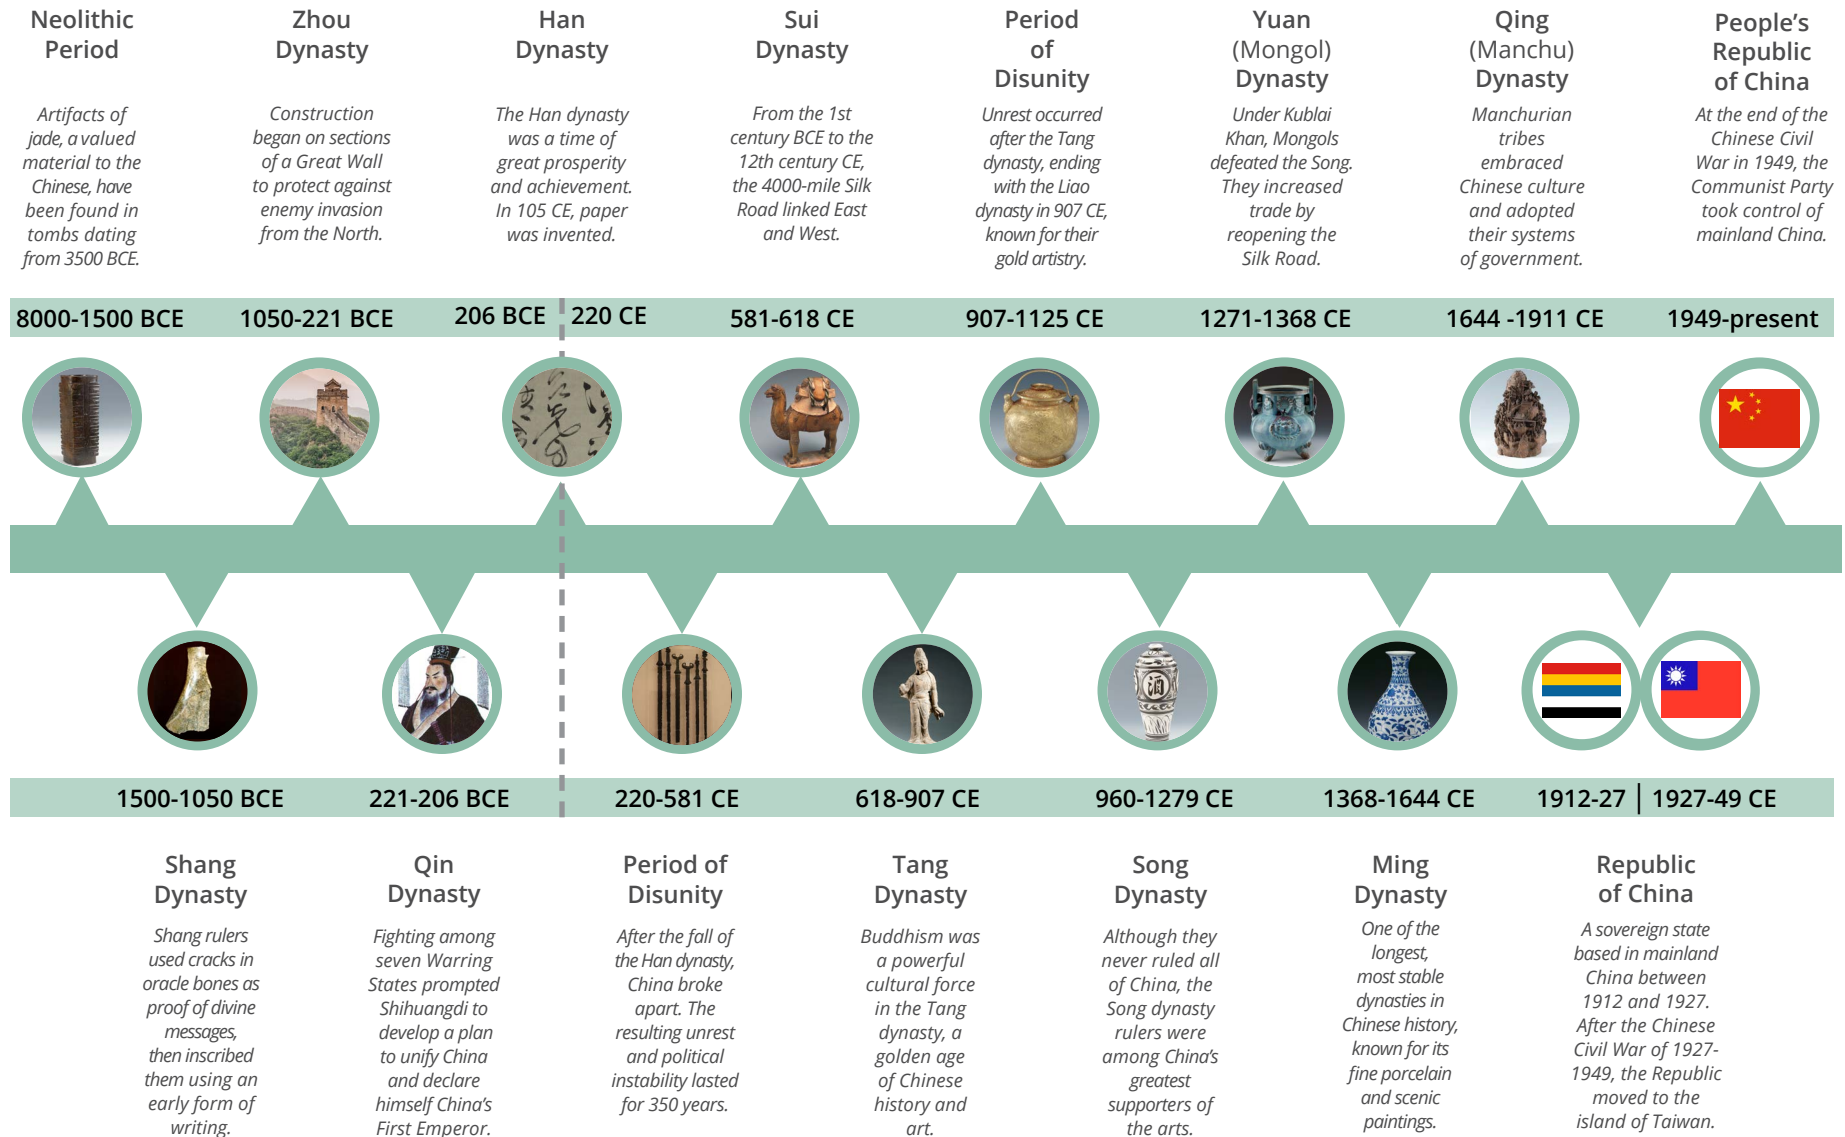 Neolithic
Period
Artifacts of
jade, a valued
material to the
Chinese, have
been found in
tombs dating
from 3500 BCE.
Zhou
Dynasty
Construction
began on sections
of a Great Wall
to protect against
enemy invasion
from the North.
Han
Dynasty
The Han dynasty
was a time of
great prosperity
and achievement.
In 105 CE, paper
was invented.
Sui
Dynasty
From the 1st
century BCE to the
12th century CE,
the 4000-mile Silk
Road linked East
and West.
Period
of
Disunity
Unrest occurred
after the Tang
dynasty, ending
with the Liao
dynasty in 907 CE,
known for their
gold artistry.
Yuan
(Mongol)
Dynasty
Under Kublai
Khan, Mongols
defeated the Song.
They increased
trade by
reopening the
Silk Road.
Qing
(Manchu)
Dynasty
Manchurian
tribes
embraced
Chinese culture
and adopted
their systems
of government.
People’s
Republic
of China
At the end of the
Chinese Civil
War in 1949, the
Communist Party
took control of
mainland China.
8000-1500 BCE
1050-221 BCE
206 BCE
220 CE
581-618 CE
907-1125 CE
1271-1368 CE
1644 -1911 CE
1949-present
酒
1500-1050 BCE
221-206 BCE
220-581 CE
618-907 CE
960-1279 CE
1368-1644 CE
1912-27 | 1927-49 CE
Shang
Dynasty
Shang rulers
used cracks in
oracle bones as
proof of divine
messages,
then inscribed
them using an
early form of
writing.
Qin
Dynasty
Fighting among
seven Warring
States prompted
Shihuangdi to
develop a plan
to unify China
and declare
himself China’s
First Emperor.
Period of
Disunity
After the fall of
the Han dynasty,
China broke
apart. The
resulting unrest
and political
instability lasted
for 350 years.
Tang
Dynasty
Buddhism was
a powerful
cultural force
in the Tang
dynasty, a
golden age
of Chinese
history and
art.
Song
Dynasty
Although they
never ruled all
of China, the
Song dynasty
rulers were
among China’s
greatest
supporters of
the arts.
Ming
Dynasty
One of the
longest,
most stable
dynasties in
Chinese history,
known for its
fine porcelain
and scenic
paintings.
Republic
of China
A sovereign state
based in mainland
China between
1912 and 1927.
After the Chinese
Civil War of 1927-
1949, the Republic
moved to the
island of Taiwan.